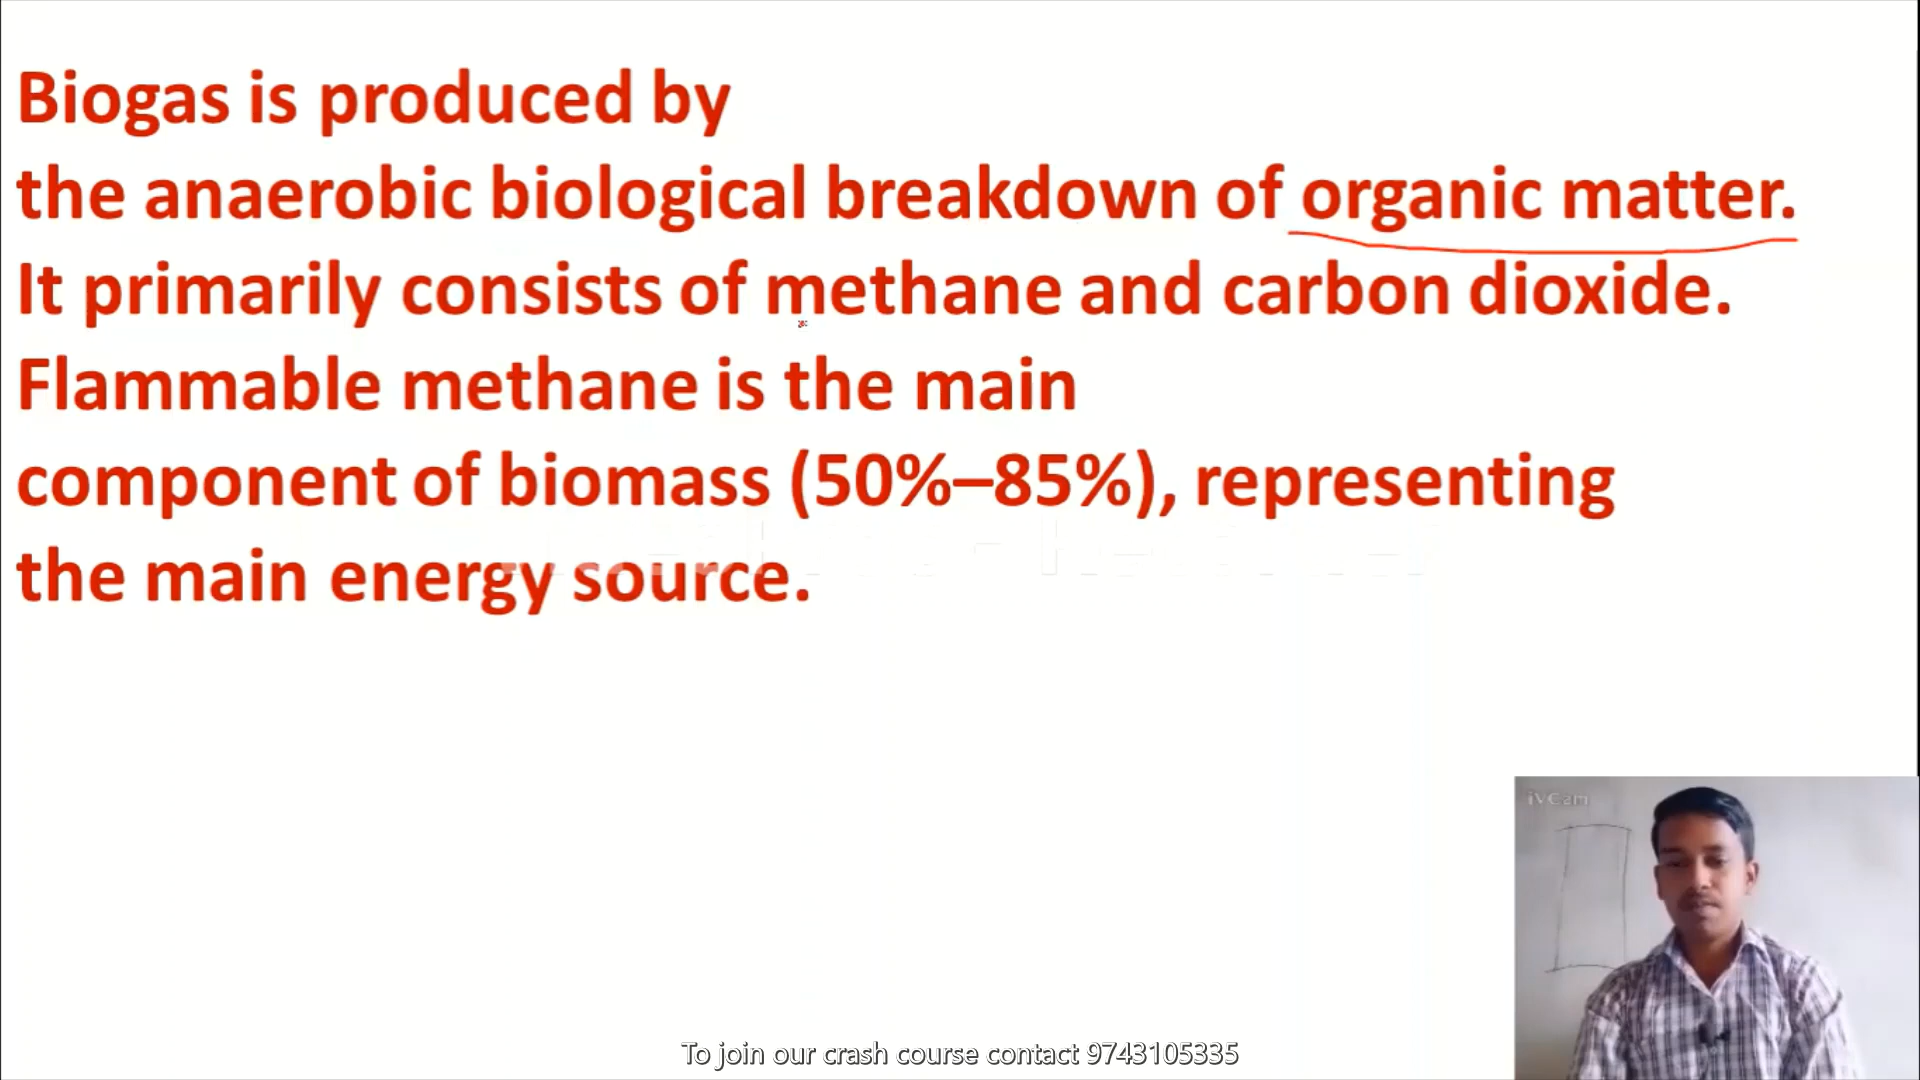 Biogas is produced by
the anaerobic biological breakdown of organic matter.
It primarily consists of methane and carbon dioxide.
Flammable methane is the main
component of biomass (50%–85%), representing
the main energy source.
iVCam
To join our crash course contact 9743105335